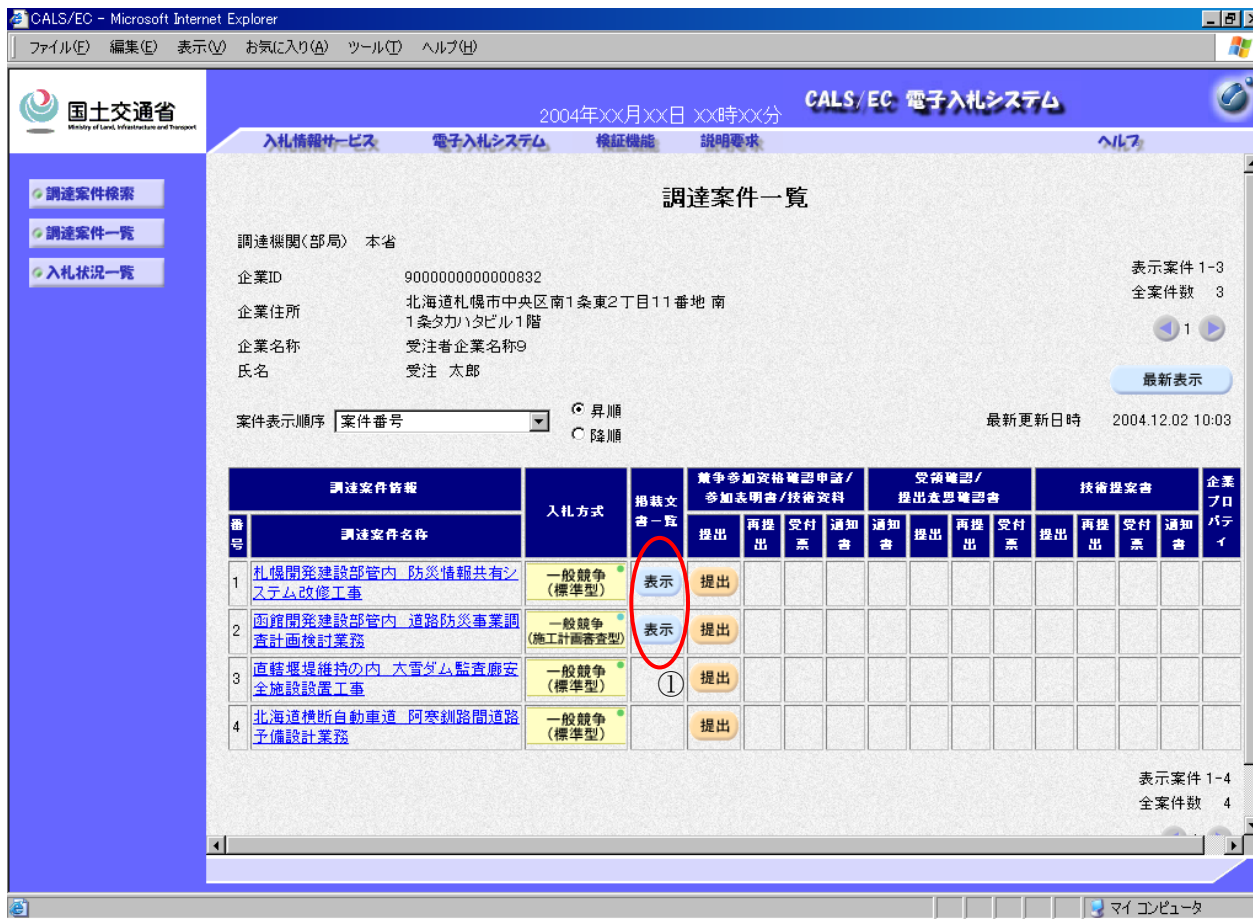 CALS/EC - Microsoft Internet Explorer
ファイル(F) 編集(E) 表示(V) お気に入り(A) ツール(T) ヘルプ(H)
国土交通省
Ministry of Land, Infrastructure and Transport
2004年XX月XX日 XX時XX分
CALS/EC 電子入札システム
入札情報サービス 電子入札システム 検証機能 説明要求 ヘルプ
調達案件検索
調達案件一覧
入札状況一覧
調達案件一覧
調達機関(部局) 本省
企業ID 9000000000000832
企業住所 北海道札幌市中央区南1条東2丁目11番地 南
1条タカハタビル1階
企業名称 受注者企業名称9
氏名 受注 太郎
表示案件 1-3
全案件数 3
1
最新表示
案件表示順序 案件番号
昇順
降順
最新更新日時 2004.12.02 10:03
調達案件情報 入札方式 掲載文書一覧 競争参加資格確認申請/参加表明書/技術資料 受領確認/提出意思確認書 技術提案書 企業プロパティ
番号 調達案件名称 提出 再提出 受付票 通知書 通知書 提出 再提出 受付票 提出 再提出 受付票 通知書
1 札幌開発建設部管内 防災情報共有シ
ステム改修工事
一般競争
(標準型)
表示 提出
2 函館開発建設部管内 道路防災事業調
査計画検討業務
一般競争
(施工計画審査型)
表示 提出
3 直轄堰堤維持の内 大雪ダム監査廊安
全施設設置工事
一般競争
(標準型)
① 提出
4 北海道横断自動車道 阿寒釧路間道路
予備設計業務
一般競争
(標準型)
提出
表示案件 1-4
全案件数 4
マイ コンピュータ